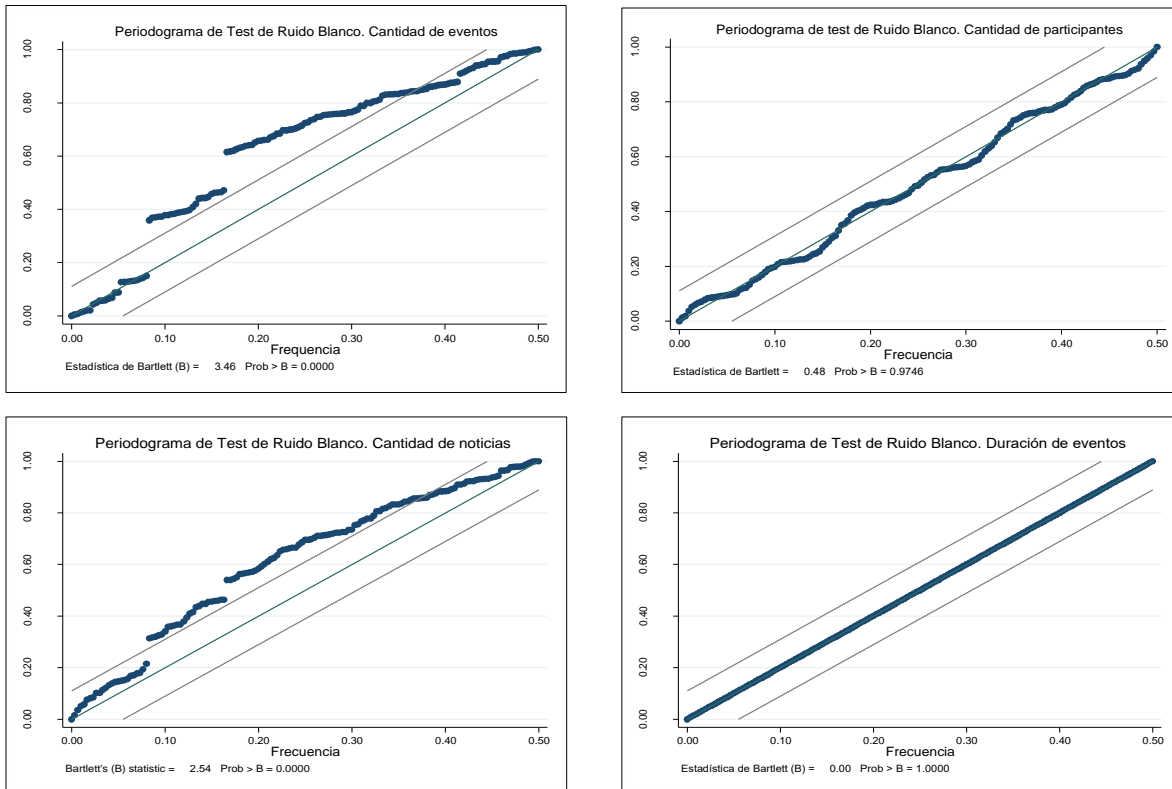 Periodograma de Test de Ruido Blanco. Cantidad de eventos
1.00
0.80
0.60
0.40
0.20
0.00
0.00 0.10 0.20 0.30 0.40 0.50
Frequencia
Estadística de Bartlett (B) = 3.46 Prob > B = 0.0000
Periodograma de test de Ruido Blanco. Cantidad de participantes
1.00
0.80
0.60
0.40
0.20
0.00
0.00 0.10 0.20 0.30 0.40 0.50
Frecuencia
Estadística de Bartlett = 0.48 Prob > B = 0.9746
Periodograma de Test de Ruido Blanco. Cantidad de noticias
1.00
0.80
0.60
0.40
0.20
0.00
0.00 0.10 0.20 0.30 0.40 0.50
Frecuencia
Bartlett's (B) statistic = 2.54 Prob > B = 0.0000
Periodograma de Test de Ruido Blanco. Duración de eventos
1.00
0.80
0.60
0.40
0.20
0.00
0.00 0.10 0.20 0.30 0.40 0.50
Frecuencia
Estadística de Bartlett (B) = 0.00 Prob > B = 1.0000